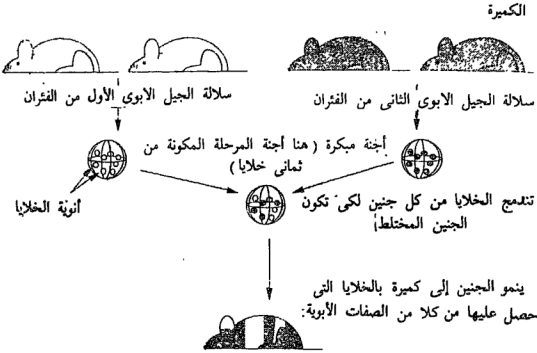 الكميرة
سلالة الجيل الابوى الثانى من الفئران
سلالة الجيل الابوى الأول من الفئران
أجنة مبكرة ( هنا أجنة المرحلة المكونة من
ثمانى خلايا )
أنوية الخلايا
تندمج الخلايا من كل جنين لكى تكون
الجنين المختلط)
ينمو الجنين إلى كميرة بالخلايا التى
حصل عليها من كلا من الصفات الأبوية: